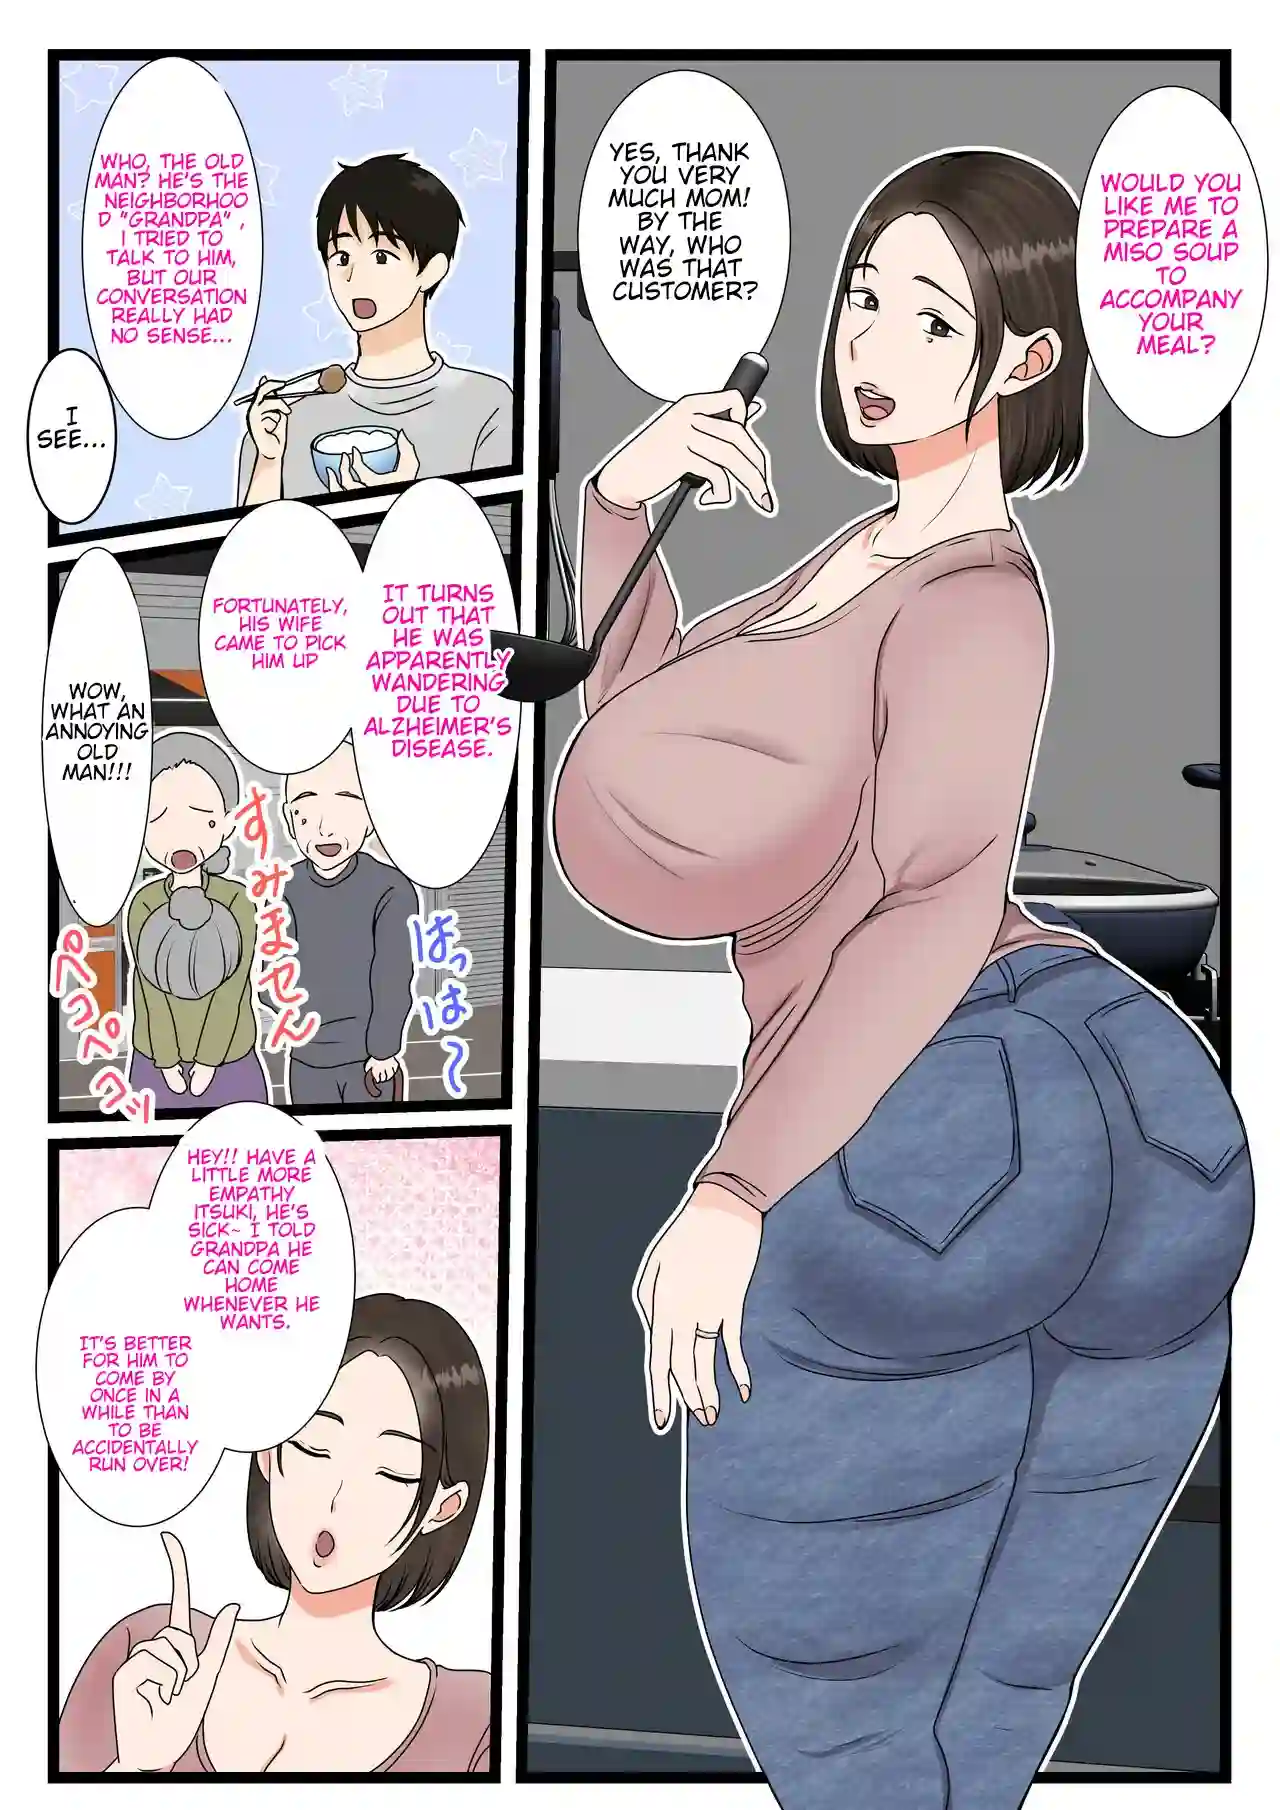 WOULD YOU
LIKE ME TO
PREPARE A
MISO SOUP
TO
ACCOMPANY
YOUR
MEAL?
YES, THANK
YOU VERY
MUCH MOM!
BY THE
WAY, WHO
WAS THAT
CUSTOMER?
WHO, THE OLD
MAN? HE'S THE
NEIGHBORHOO
D "GRANDPA" ,
I TRIED TO
TALK TO HIM,
BUT OUR
CONVERSATION
REALLY HAD
NO SENSE...
I
SEE...
IT TURNS
OUT THAT
HE WAS
APPARENTLY
WANDERING
DUE TO
ALZHEIMER'S
DISEASE.
FORTUNATELY,
HIS WIFE
CAME TO PICK
HIM UP
WOW,
WHAT AN
ANNOYING
OLD
MAN!!!
はっはー
すみません
ペコペコッ
HEY!! HAVE A
LITTLE MORE
EMPATHY
ITSUKI, HE'S
SICK~ I TOLD
GRANDPA HE
CAN COME
HOME
WHENEVER HE
WANTS.
IT'S BETTER
FOR HIM TO
COME BY
ONCE IN A
WHILE THAN
TO BE
ACCIDENTALLY
RUN OVER!